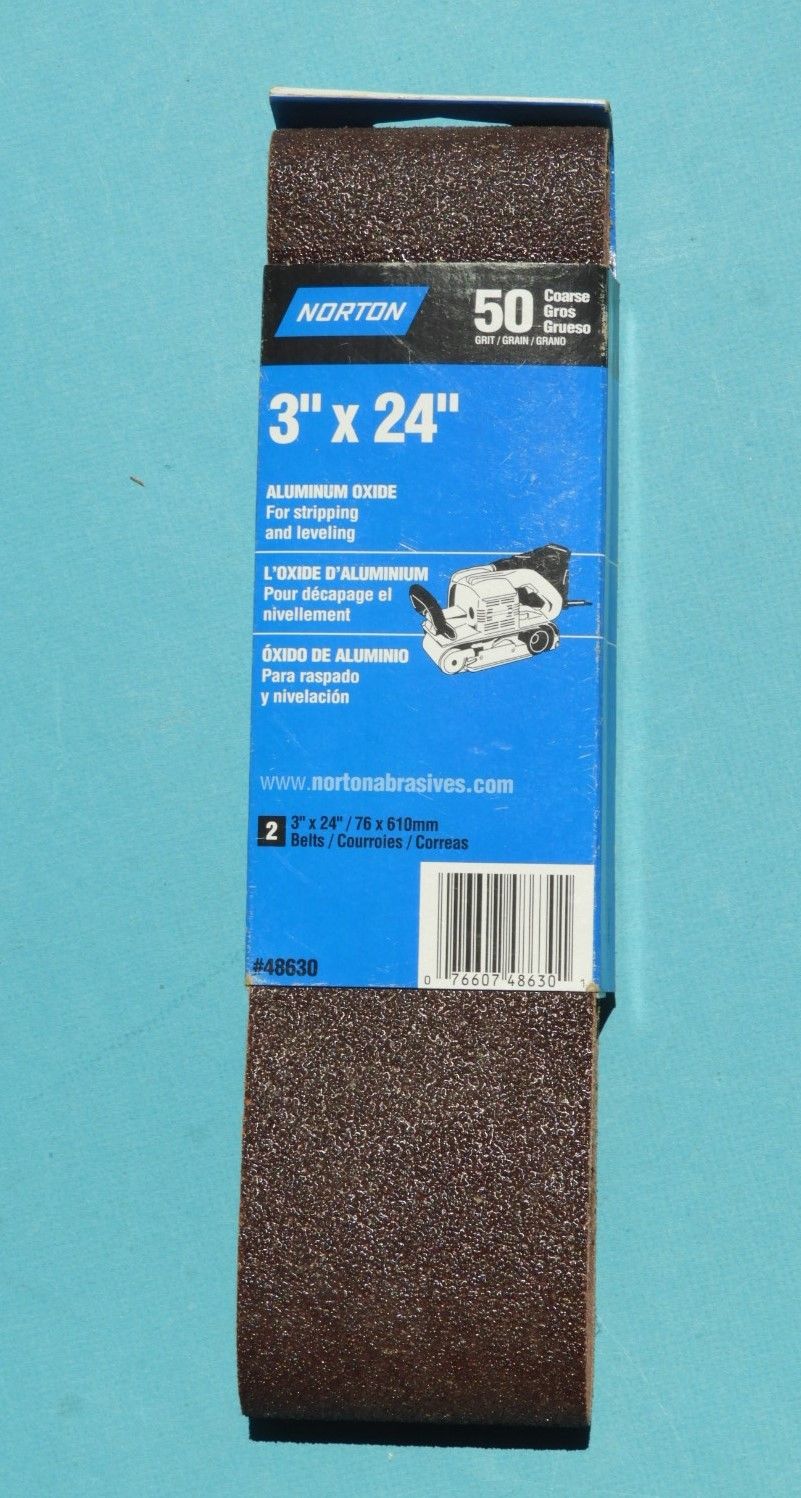 NORTON
50
Coarse
Gros
Grueso
GRIT / GRAIN / GRAND
3" x 24"
ALUMINUM OXIDE
For stripping
and leveling
L'OXIDE D'ALUMINIUM
Pour décapage el
nivellement
ÓXIDO DE ALUMINIO
Para raspado
y nivelación
www.nortonabrasives.com
2 3" x 24" / 76 x 610mm
Belts / Courroies / Correas
#48630
0 76607 48630 1